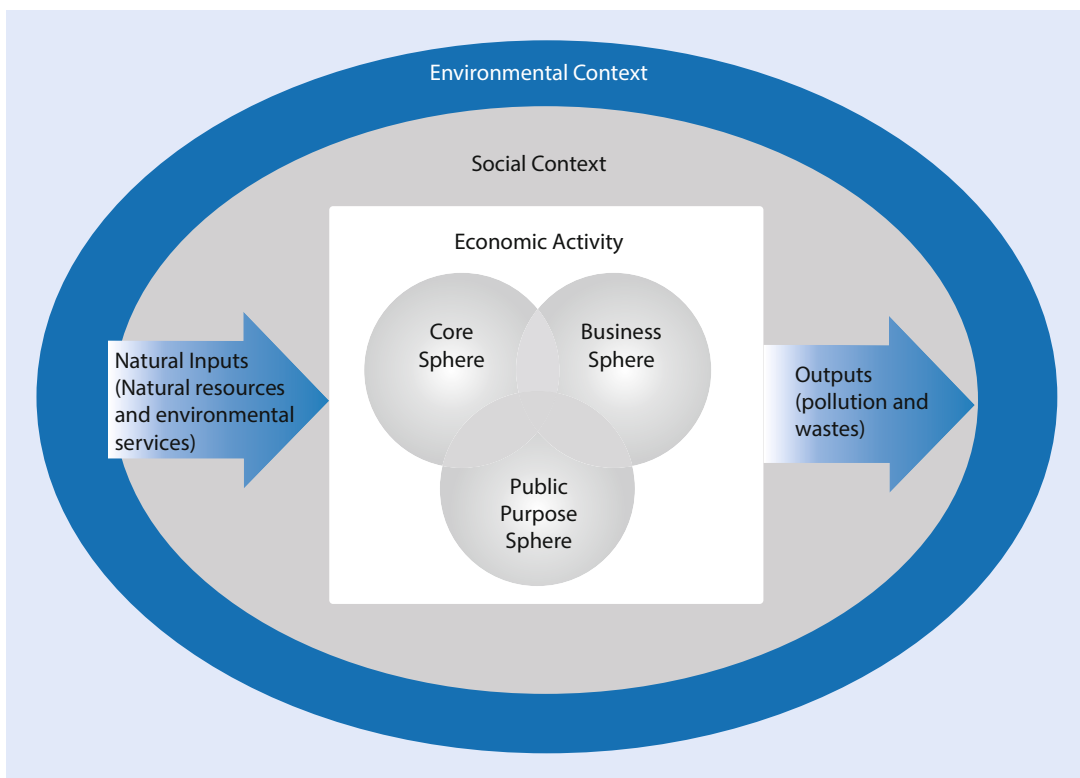 Environmental Context
Social Context
Economic Activity
Core
Sphere
Business
Sphere
Natural Inputs
(Natural resources
and environmental
services)
Outputs
(pollution and
wastes)
Public
Purpose
Sphere